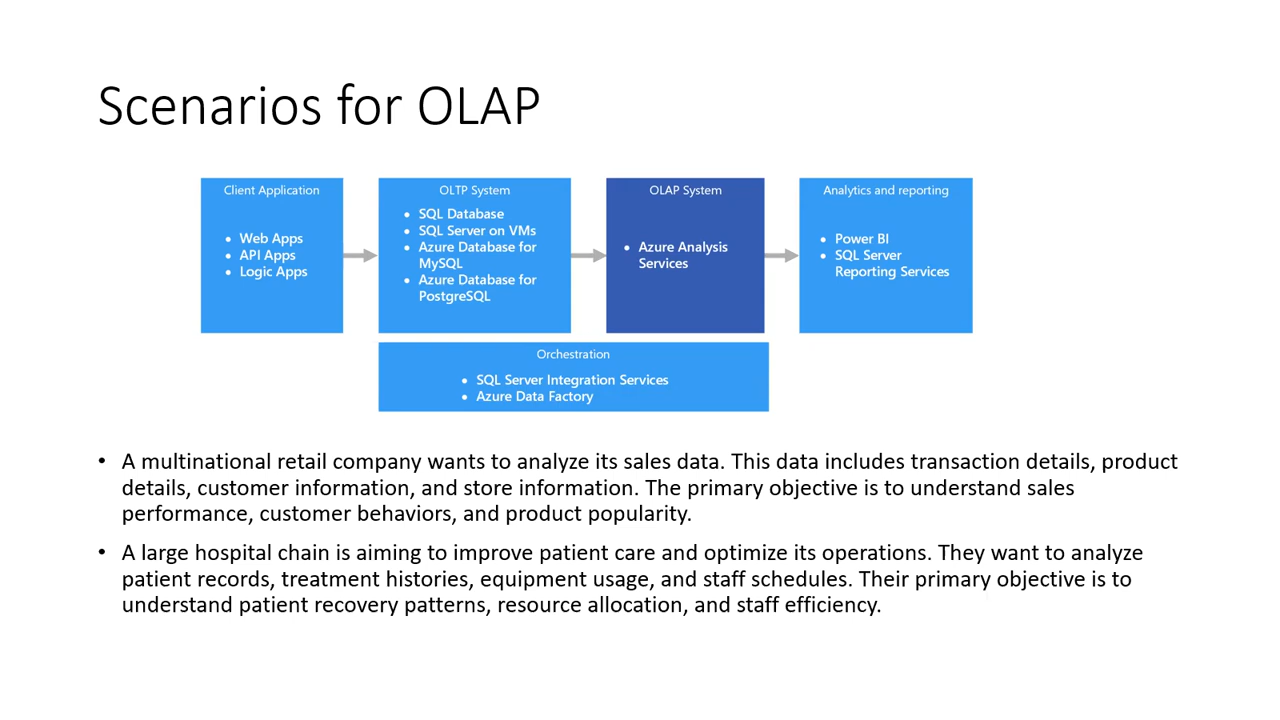 Scenarios for OLAP
Client Application
• Web Apps
• API Apps
• Logic Apps
OLTP System
• SQL Database
• SQL Server on VMs
• Azure Database for
MySQL
• Azure Database for
PostgreSQL
OLAP System
• Azure Analysis
Services
Analytics and reporting
• Power BI
• SQL Server
Reporting Services
Orchestration
• SQL Server Integration Services
• Azure Data Factory
• A multinational retail company wants to analyze its sales data. This data includes transaction details, product
details, customer information, and store information. The primary objective is to understand sales
performance, customer behaviors, and product popularity.
• A large hospital chain is aiming to improve patient care and optimize its operations. They want to analyze
patient records, treatment histories, equipment usage, and staff schedules. Their primary objective is to
understand patient recovery patterns, resource allocation, and staff efficiency.